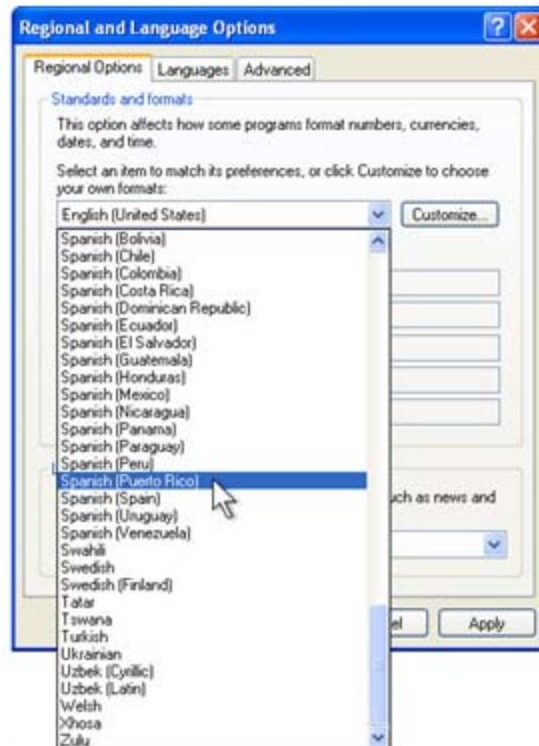 Regional and Language Options
Regional Options Languages Advanced
Standards and formats
This option affects how some programs format numbers, currencies,
dates, and time.
Select an item to match its preferences, or click Customize to choose
your own formats:
English (United States)
Customize...
Spanish (Bolivia)
Spanish (Chile)
Spanish (Colombia)
Spanish (Costa Rica)
Spanish (Dominican Republic)
Spanish (Ecuador)
Spanish (El Salvador)
Spanish (Guatemala)
Spanish (Honduras)
Spanish (Mexico)
Spanish (Nicaragua)
Spanish (Panama)
Spanish (Paraguay)
Spanish (Peru)
Spanish (Puerto Rico)
Spanish (Spain)
uch as news and
Spanish (Uruguay)
Spanish (Venezuela)
Swahili
Swedish
Swedish (Finland)
Tatar
Tswana
Turkish
el
Apply
Ukrainian
Uzbek (Cyrillic)
Uzbek (Latin)
Welsh
Xhosa
Zulu